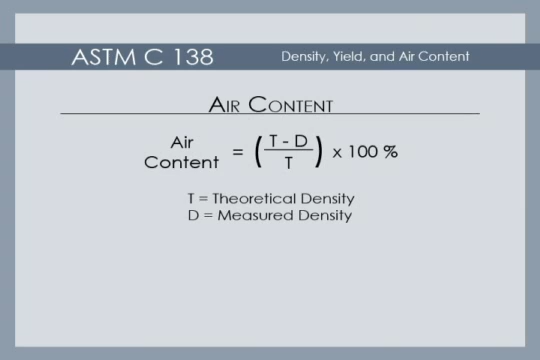 ASTM C 138
Density, Yield, and Air Content
AIR CONTENT
Air Content = ( T - D / T ) x 100 %
T = Theoretical Density
D = Measured Density